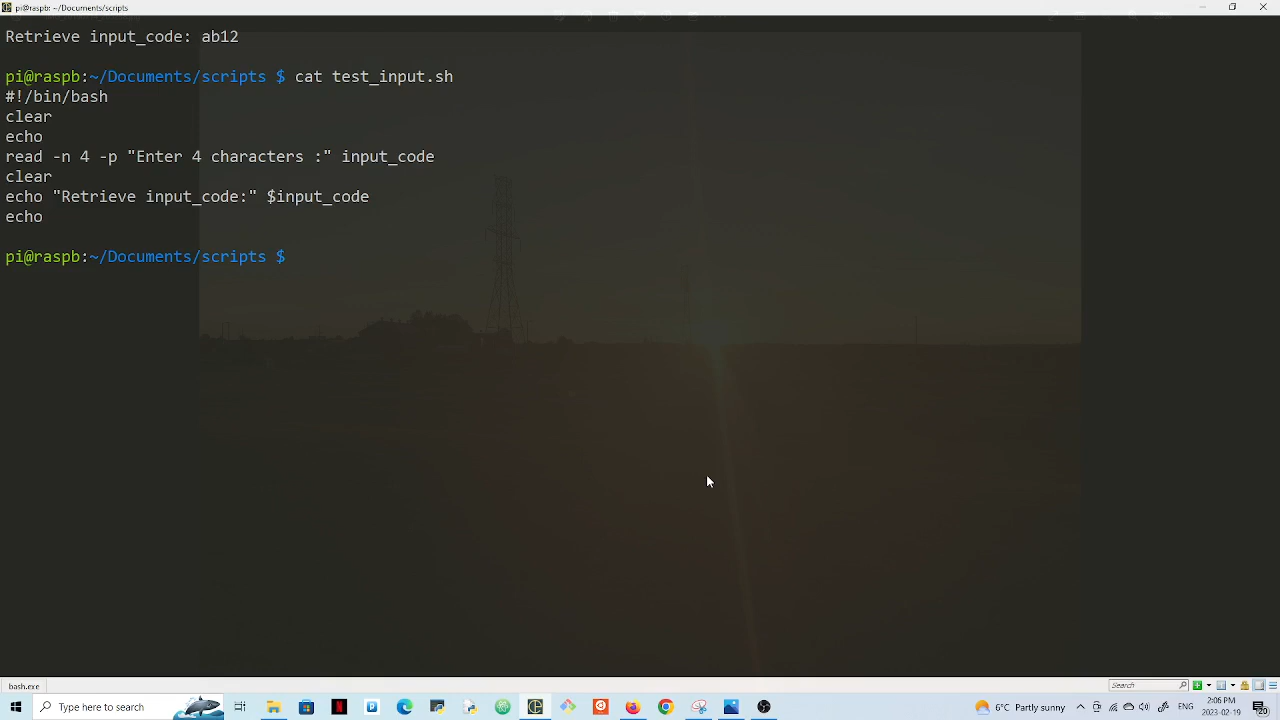 pi@raspb: ~/Documents/scripts
Retrieve input_code: ab12
pi@raspb:~/Documents/scripts $ cat test_input.sh
#!/bin/bash
clear
echo
read -n 4 -p "Enter 4 characters :" input_code
clear
echo "Retrieve input_code:" $input_code
echo
pi@raspb:~/Documents/scripts $
bash.exe
Search
Type here to search
6°C Partly sunny
ENG
2:06 PM
2023-02-19